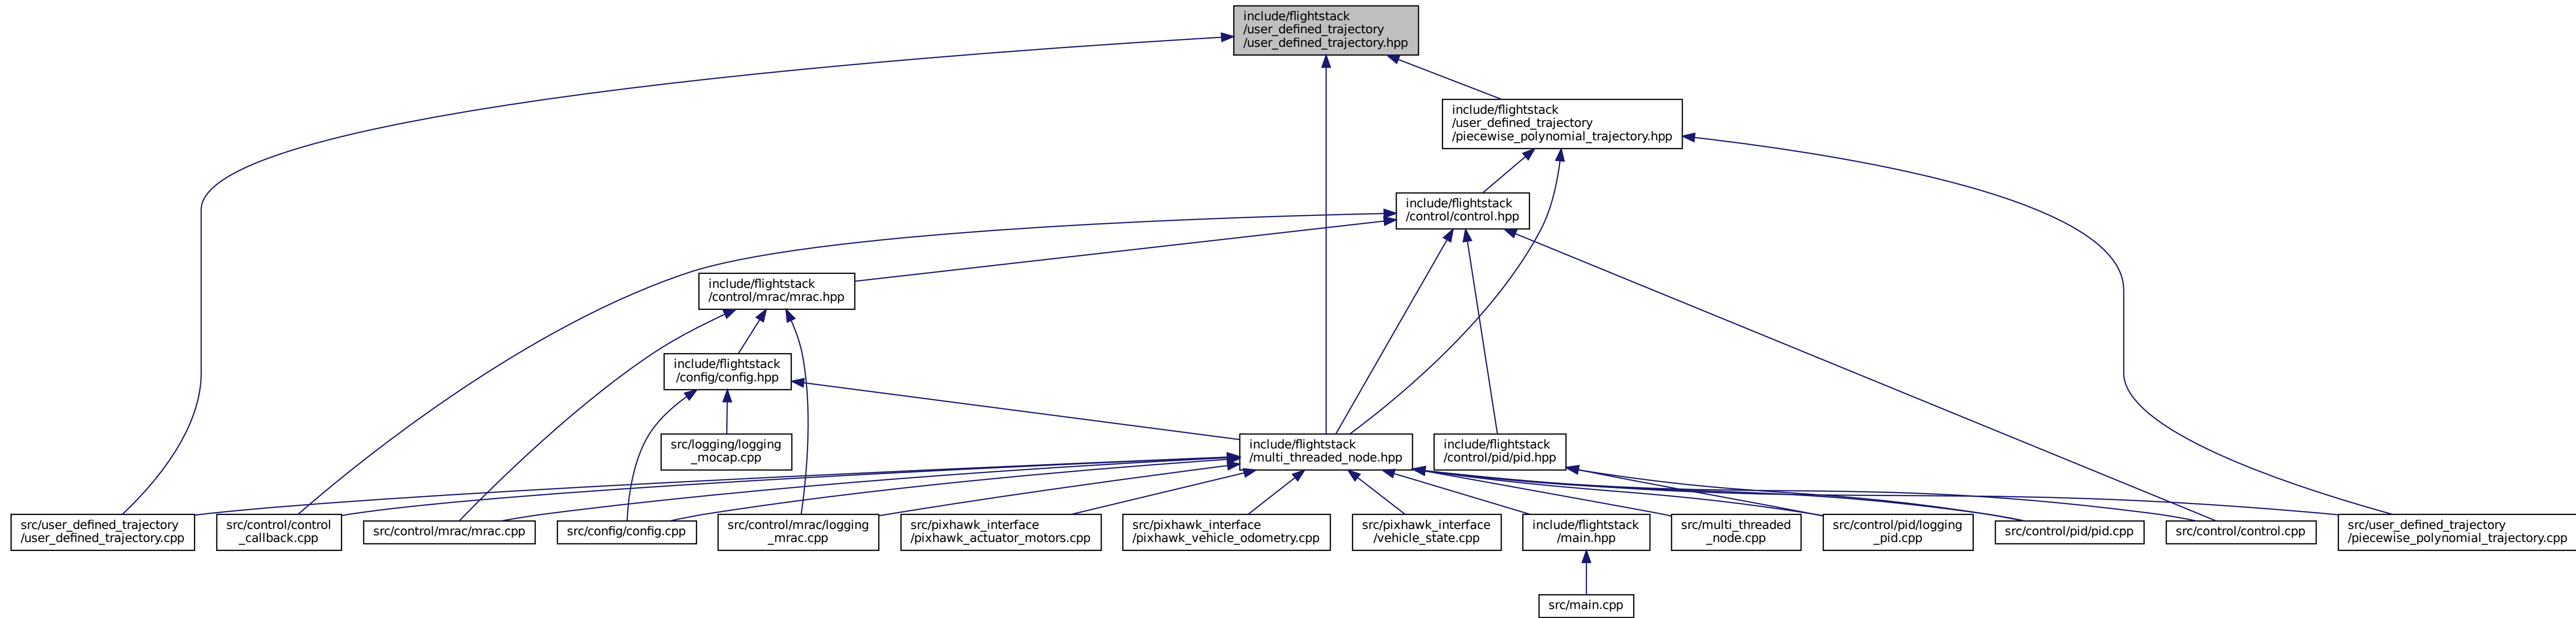 include/flightstack
/user_defined_trajectory
/user_defined_trajectory.hpp
include/flightstack
/user_defined_trajectory
/piecewise_polynomial_trajectory.hpp
include/flightstack
/control/control.hpp
include/flightstack
/control/mrac/mrac.hpp
include/flightstack
/config/config.hpp
src/logging/logging
_mocap.cpp
include/flightstack
/multi_threaded_node.hpp
include/flightstack
/control/pid/pid.hpp
src/user_defined_trajectory
/user_defined_trajectory.cpp
src/control/control
_callback.cpp
src/control/mrac/mrac.cpp
src/config/config.cpp
src/control/mrac/logging
_mrac.cpp
src/pixhawk_interface
/pixhawk_actuator_motors.cpp
src/pixhawk_interface
/pixhawk_vehicle_odometry.cpp
src/pixhawk_interface
/vehicle_state.cpp
include/flightstack
/main.hpp
src/multi_threaded
_node.cpp
src/control/pid/logging
_pid.cpp
src/control/pid/pid.cpp
src/control/control.cpp
src/user_defined_trajectory
/piecewise_polynomial_trajectory.cpp
src/main.cpp